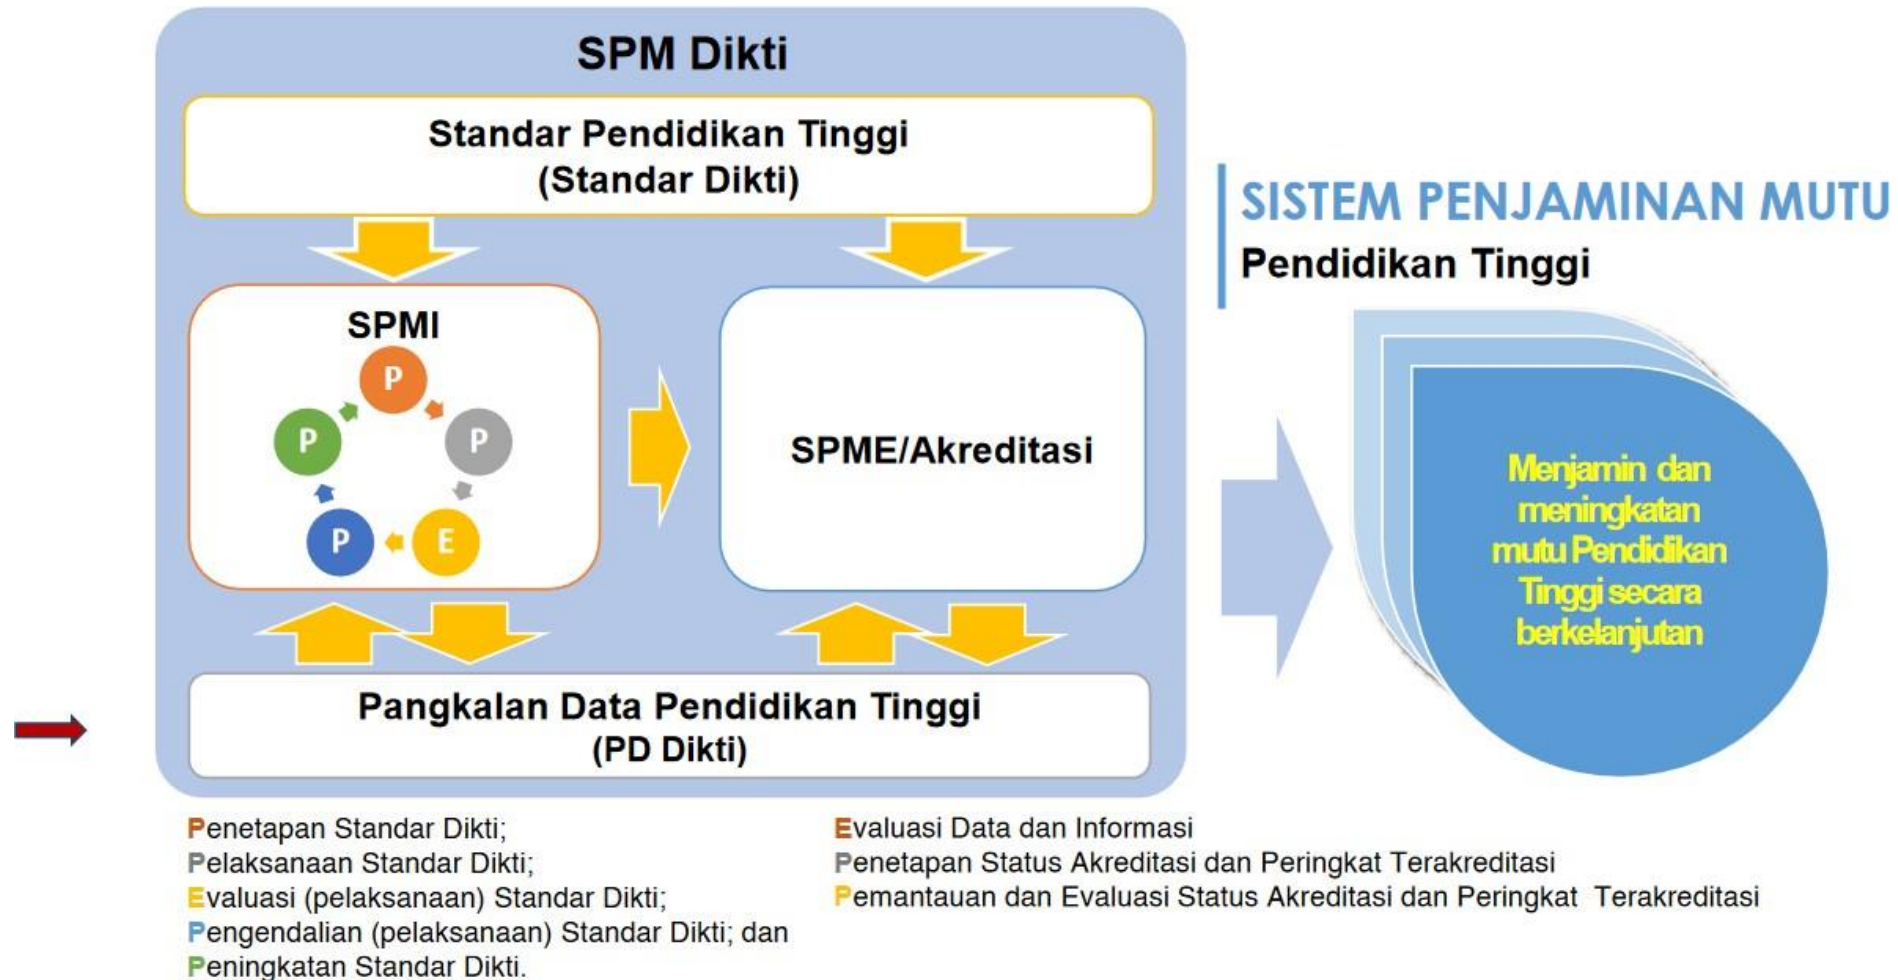 SPM Dikti
Standar Pendidikan Tinggi
(Standar Dikti)
SPMI
P
P
E
P
P
SPME/Akreditasi
Pangkalan Data Pendidikan Tinggi
(PD Dikti)
SISTEM PENJAMINAN MUTU
Pendidikan Tinggi
Menjamin dan
meningkatan
mutu Pendidikan
Tinggi secara
berkelanjutan
Penetapan Standar Dikti;
Pelaksanaan Standar Dikti;
Evaluasi (pelaksanaan) Standar Dikti;
Pengendalian (pelaksanaan) Standar Dikti; dan
Peningkatan Standar Dikti.
Evaluasi Data dan Informasi
Penetapan Status Akreditasi dan Peringkat Terakreditasi
Pemantauan dan Evaluasi Status Akreditasi dan Peringkat Terakreditasi